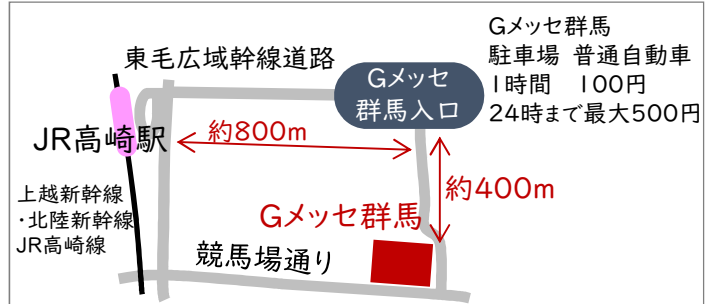 東毛広域幹線道路
Gメッセ
群馬入口
Gメッセ群馬
駐車場 普通自動車
1時間 100円
24時まで最大500円
JR高崎駅
約800m
約400m
上越新幹線
・北陸新幹線
JR高崎線
Gメッセ群馬
競馬場通り